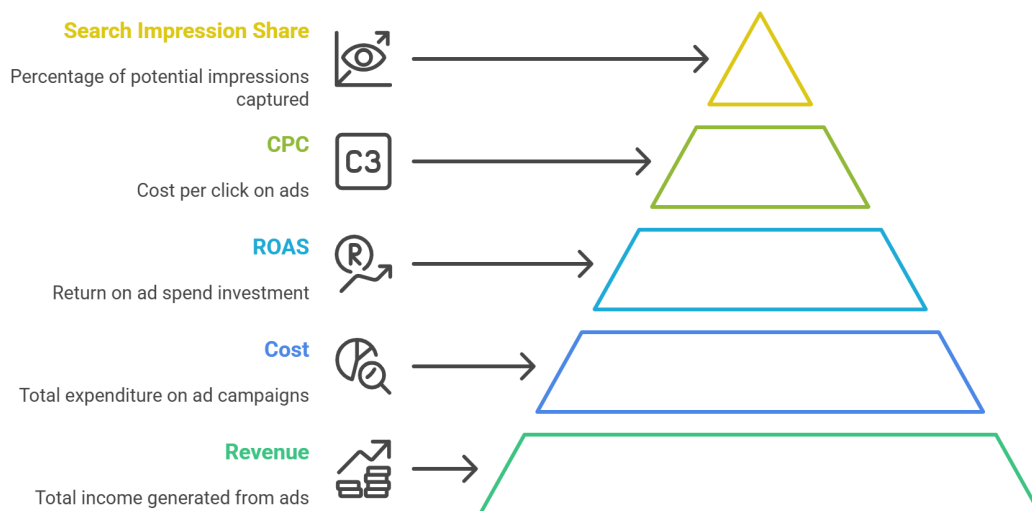 Search Impression Share
Percentage of potential impressions
captured
CPC
C3
Cost per click on ads
ROAS
R
Return on ad spend investment
Cost
Total expenditure on ad campaigns
Revenue
Total income generated from ads